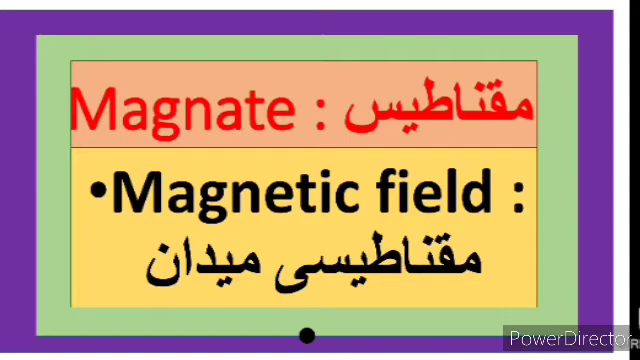 Magnate : مقناطیس
•Magnetic field :
مقناطیسی میدان
PowerDirector